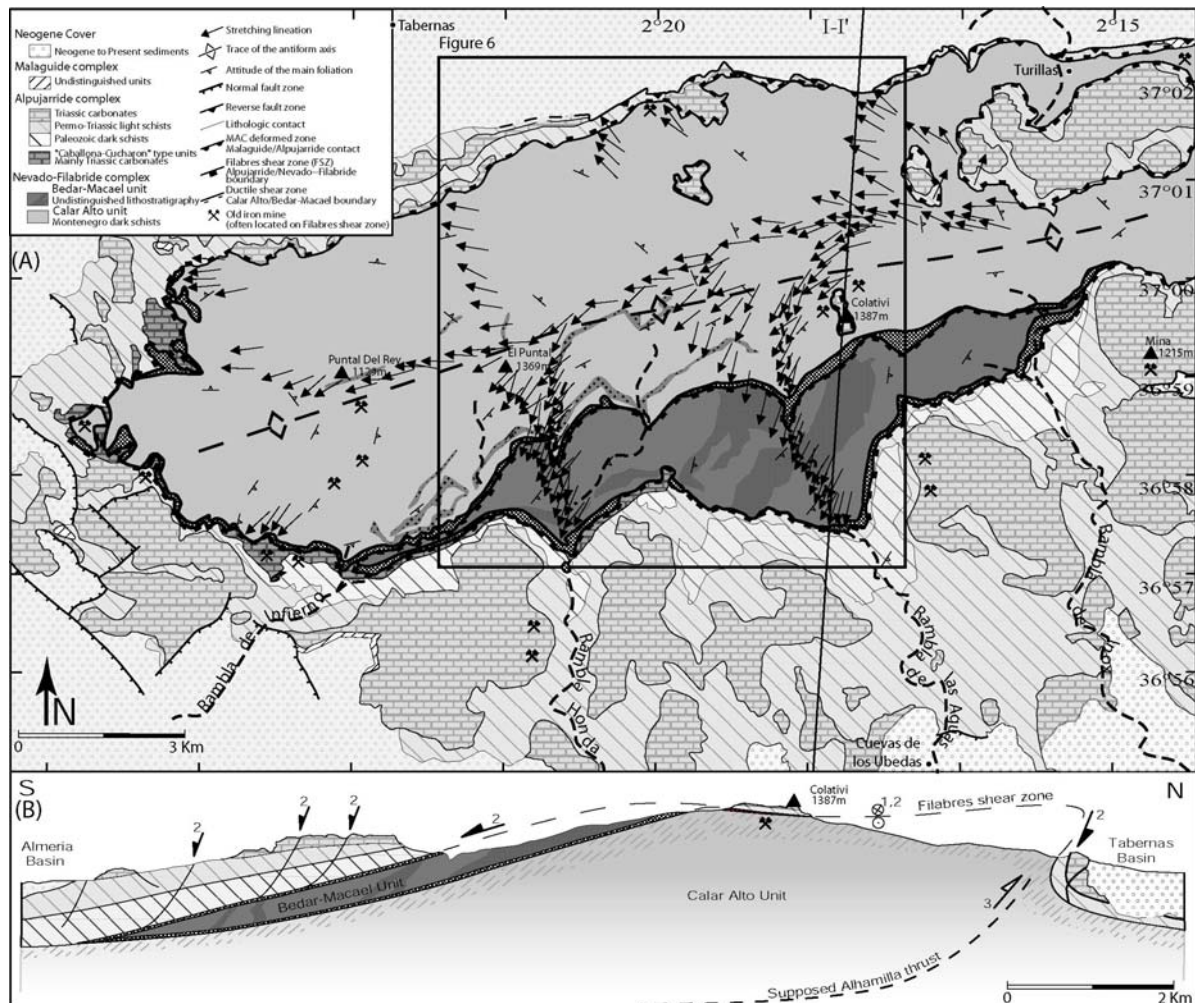 Neogene Cover
Neogene to Present sediments
Malaguide complex
Undistinguished units
Alpujarride complex
Triassic carbonates
Permo-Triassic light schists
Paleozoic dark schists
"Caballona-Cucharon" type units
Mainly Triassic carbonates
Nevado-Filabride complex
Bedar-Macael unit
Undistinguished lithostratigraphy
Calar Alto unit
Montenegro dark schists
Stretching lineation
Trace of the antiform axis
Attitude of the main foliation
Normal fault zone
Reverse fault zone
Lithologic contact
MAC deformed zone
Malaguide/Alpujarride contact
Filabres shear zone (FSZ)
Alpujarride/Nevado-Filabride
boundary
Ductile shear zone
Calar Alto/Bedar-Macael boundary
Old iron mine
(often located on Filabres shear zone)
Tabernas
2°20
I-I'
2°15
Figure 6
Turillas
37°02
37°01
(A)
37°00
Colativi
1387m
Mina
1215m
Puntal Del Rey
1129m
El Puntal
1369m
36°59
36°58
36°57
36°56
Rambla de Infierno
Rambla Honda
Rambla de las Aguas
Rambla de Inox
Cuevas de
los Ubedas
N
0 3 Km
S
(B)
N
2
2
2
2
Colativi
1387m
1,2
Filabres shear zone
2
Almeria
Basin
Tabernas
Basin
Bedar-Macael Unit
Calar Alto Unit
3
Supposed Alhamilla thrust
0 2 Km